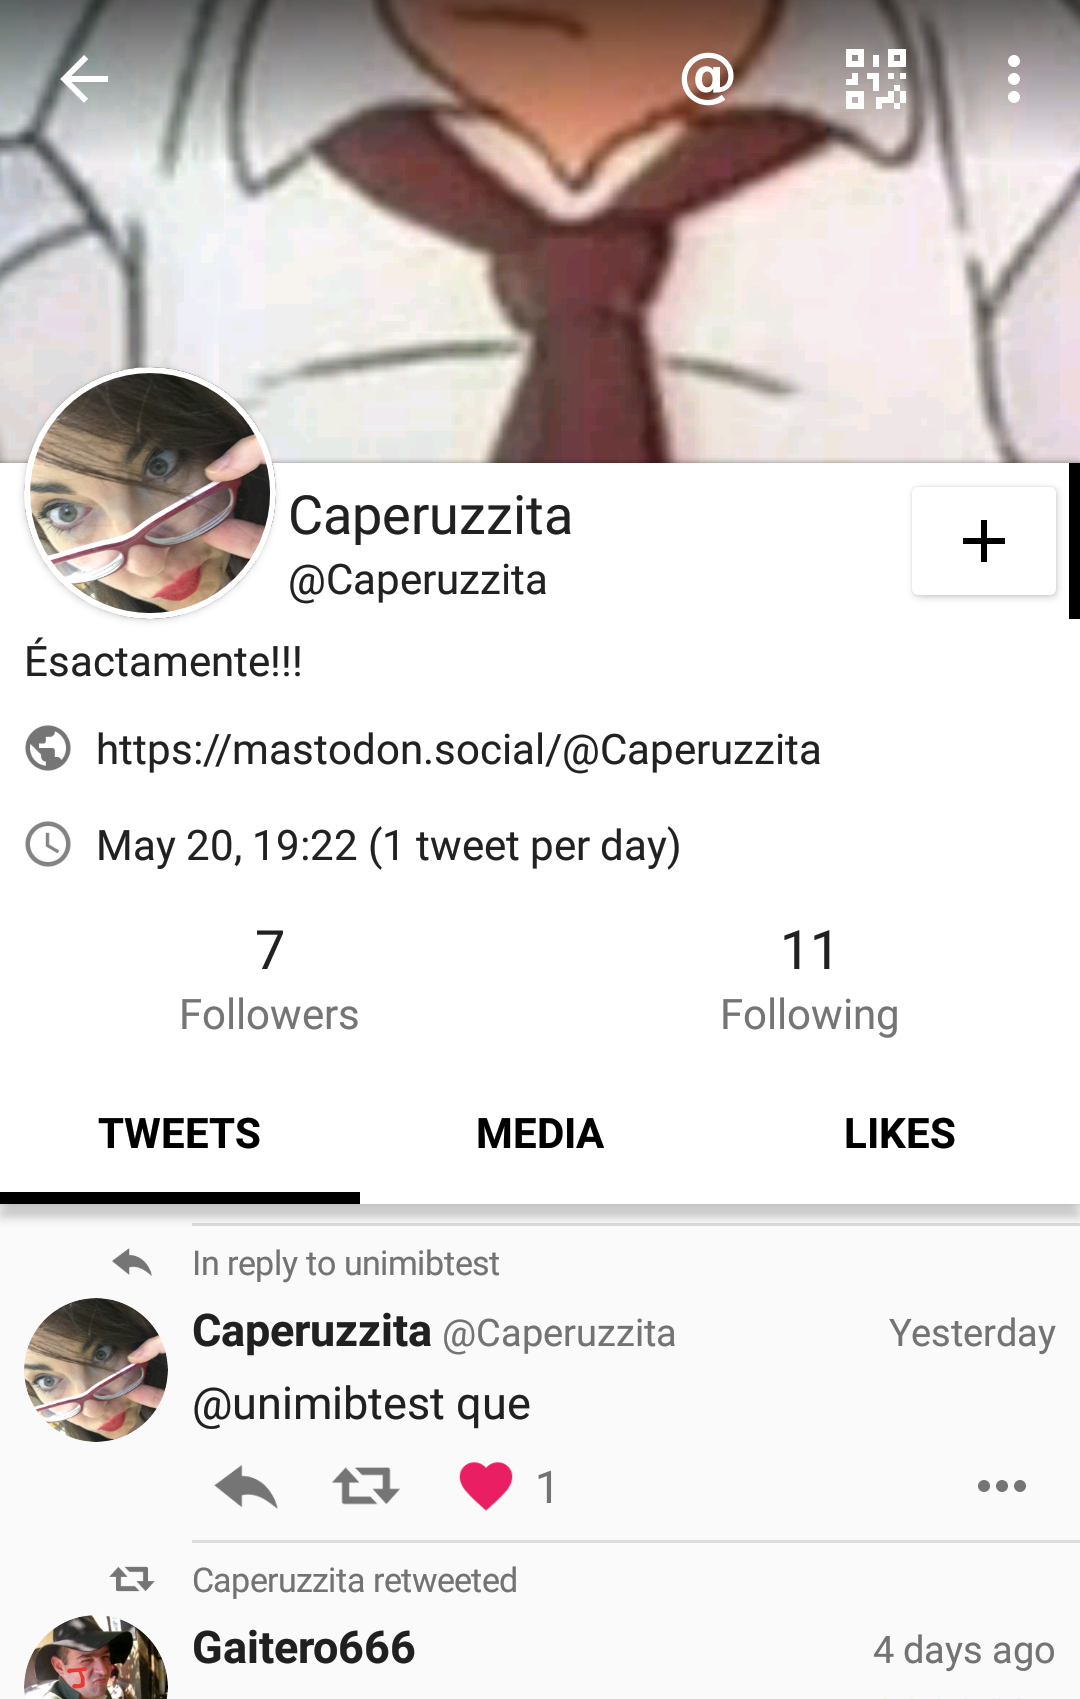 @
Caperuzzita
@Caperuzzita
Ésactamente!!!
https://mastodon.social/@Caperuzzita
May 20, 19:22 (1 tweet per day)
7 11
Followers Following
TWEETS MEDIA LIKES
In reply to unimibtest
Caperuzzita @Caperuzzita Yesterday
@unimibtest que
1
Caperuzzita retweeted
Gaitero666 4 days ago